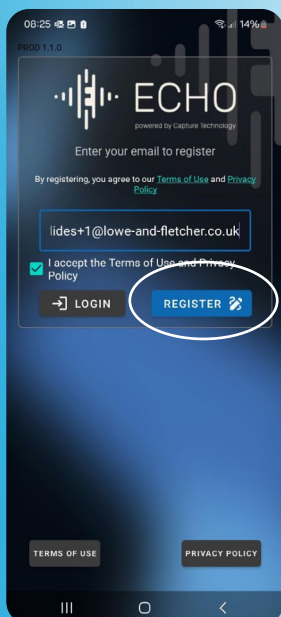 08:25 14%
PROD 1.1.0
ECHO
powered by Capture Technology
Enter your email to register
By registering, you agree to our Terms of Use and Privacy
Policy
lides+1@lowe-and-fletcher.co.uk
I accept the Terms of Use and Privacy
Policy
LOGIN REGISTER
TERMS OF USE PRIVACY POLICY